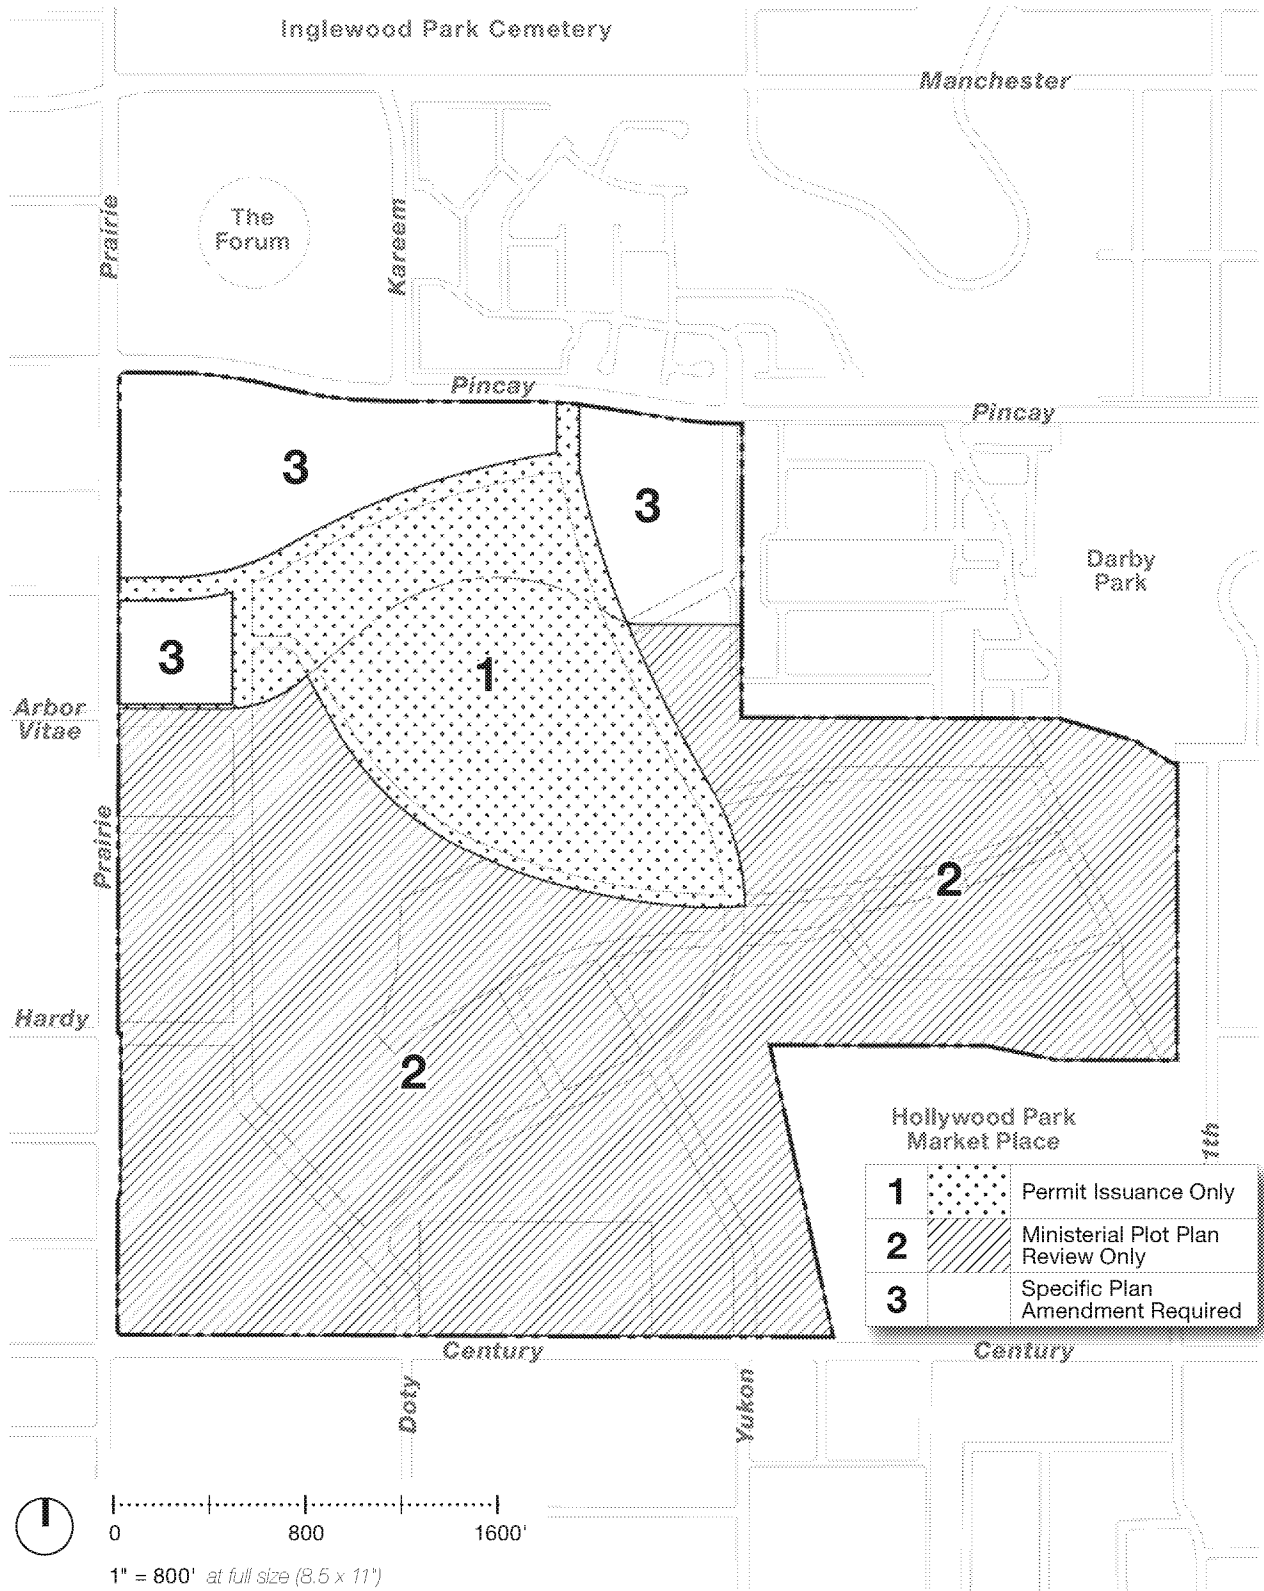 Inglewood Park Cemetery
Manchester
Prairie
The
Forum
Kareem
Pincay
Pincay
3
3
Darby
Park
3
1
Arbor
Vitae
Prairie
2
Hardy
2
Hollywood Park
Market Place
1 Permit Issuance Only
2 Ministerial Plot Plan
Review Only
3 Specific Plan
Amendment Required
Century
Century
Doty
Yukon
0 800 1600'
1" = 800' at full size (8.5 x 11")